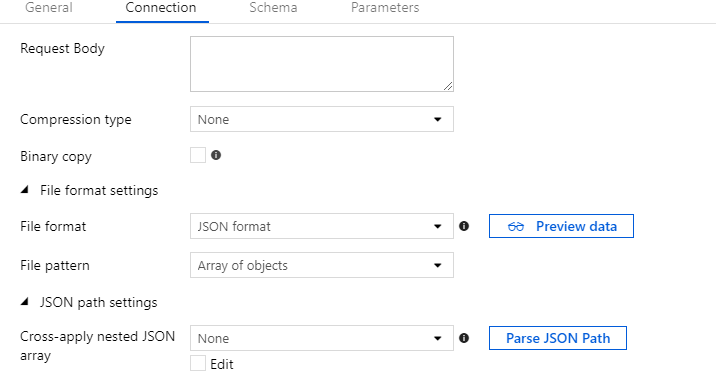 General Connection Schema Parameters
Request Body
Compression type None
Binary copy
File format settings
File format JSON format Preview data
File pattern Array of objects
JSON path settings
Cross-apply nested JSON None Parse JSON Path
array
Edit